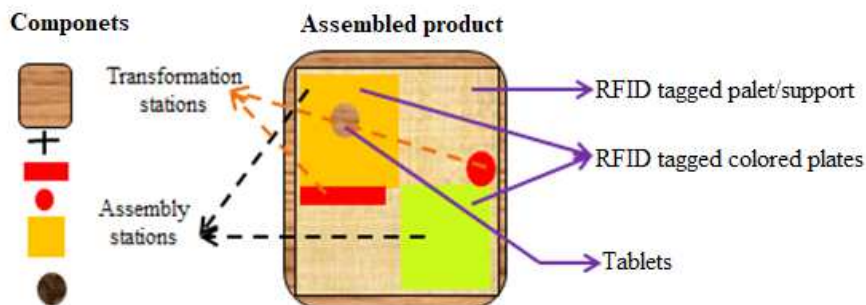 Componets
Assembled product
Transformation
stations
Assembly
stations
RFID tagged palet/support
RFID tagged colored plates
Tablets